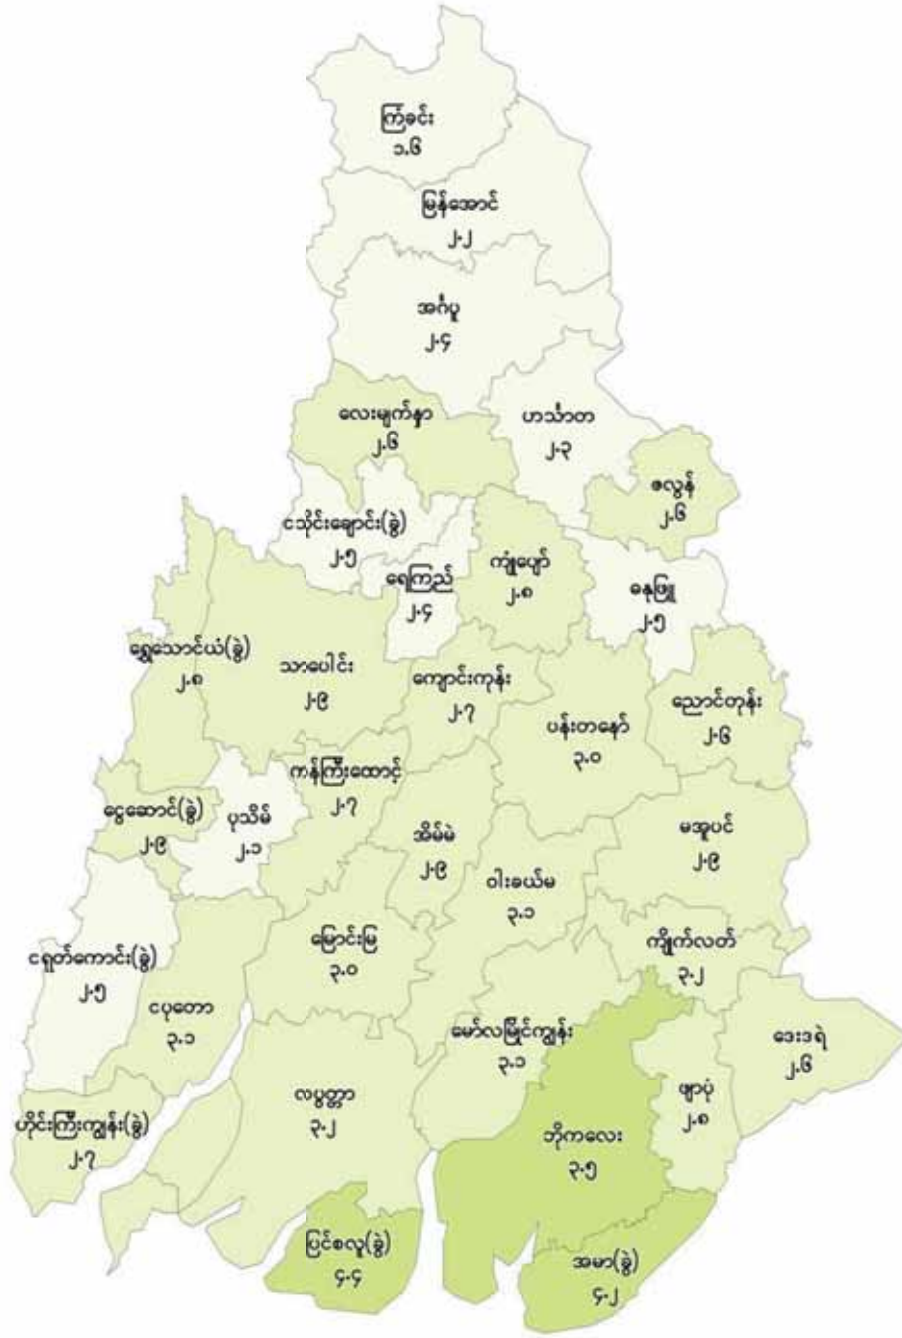 ကြံခင်း
၁.၆
မြန်အောင်
၂.၂
အင်္ဂပူ
၂.၄
လေးမျက်နှာ
၂.၆
ဟင်္သာတ
၂.၃
ဇလွန်
၂.၆
ငသိုင်းချောင်း(ခွဲ)
၂.၅
ရေကြည်
၂.၄
ကျုံပျော်
၂.၈
ဓနုဖြူ
၂.၅
ရွှေသောင်ယံ(ခွဲ)
၂.၈
သာပေါင်း
၂.၉
ကျောင်းကုန်း
၂.၇
ပန်းတနော်
၃.၀
ညောင်တုန်း
၂.၆
ငွေဆောင်(ခွဲ)
၂.၉
ပုသိမ်
၂.၁
ကန်ကြီးထောင့်
၂.၇
အိမ်မဲ
၂.၉
ဝါးခယ်မ
၃.၁
မအူပင်
၂.၉
ငရုတ်ကောင်း(ခွဲ)
၂.၅
ငပုတော
၃.၁
မြောင်းမြ
၃.၀
ကျိုက်လတ်
၃.၂
မော်လမြိုင်ကျွန်း
၃.၁
ဒေးဒရဲ
၂.၆
ဟိုင်းကြီးကျွန်း(ခွဲ)
၂.၇
လပွတ္တာ
၃.၂
ဖျာပုံ
၂.၈
ဘိုကလေး
၃.၅
ပြင်စလူ(ခွဲ)
၄.၄
အမာ(ခွဲ)
၄.၂